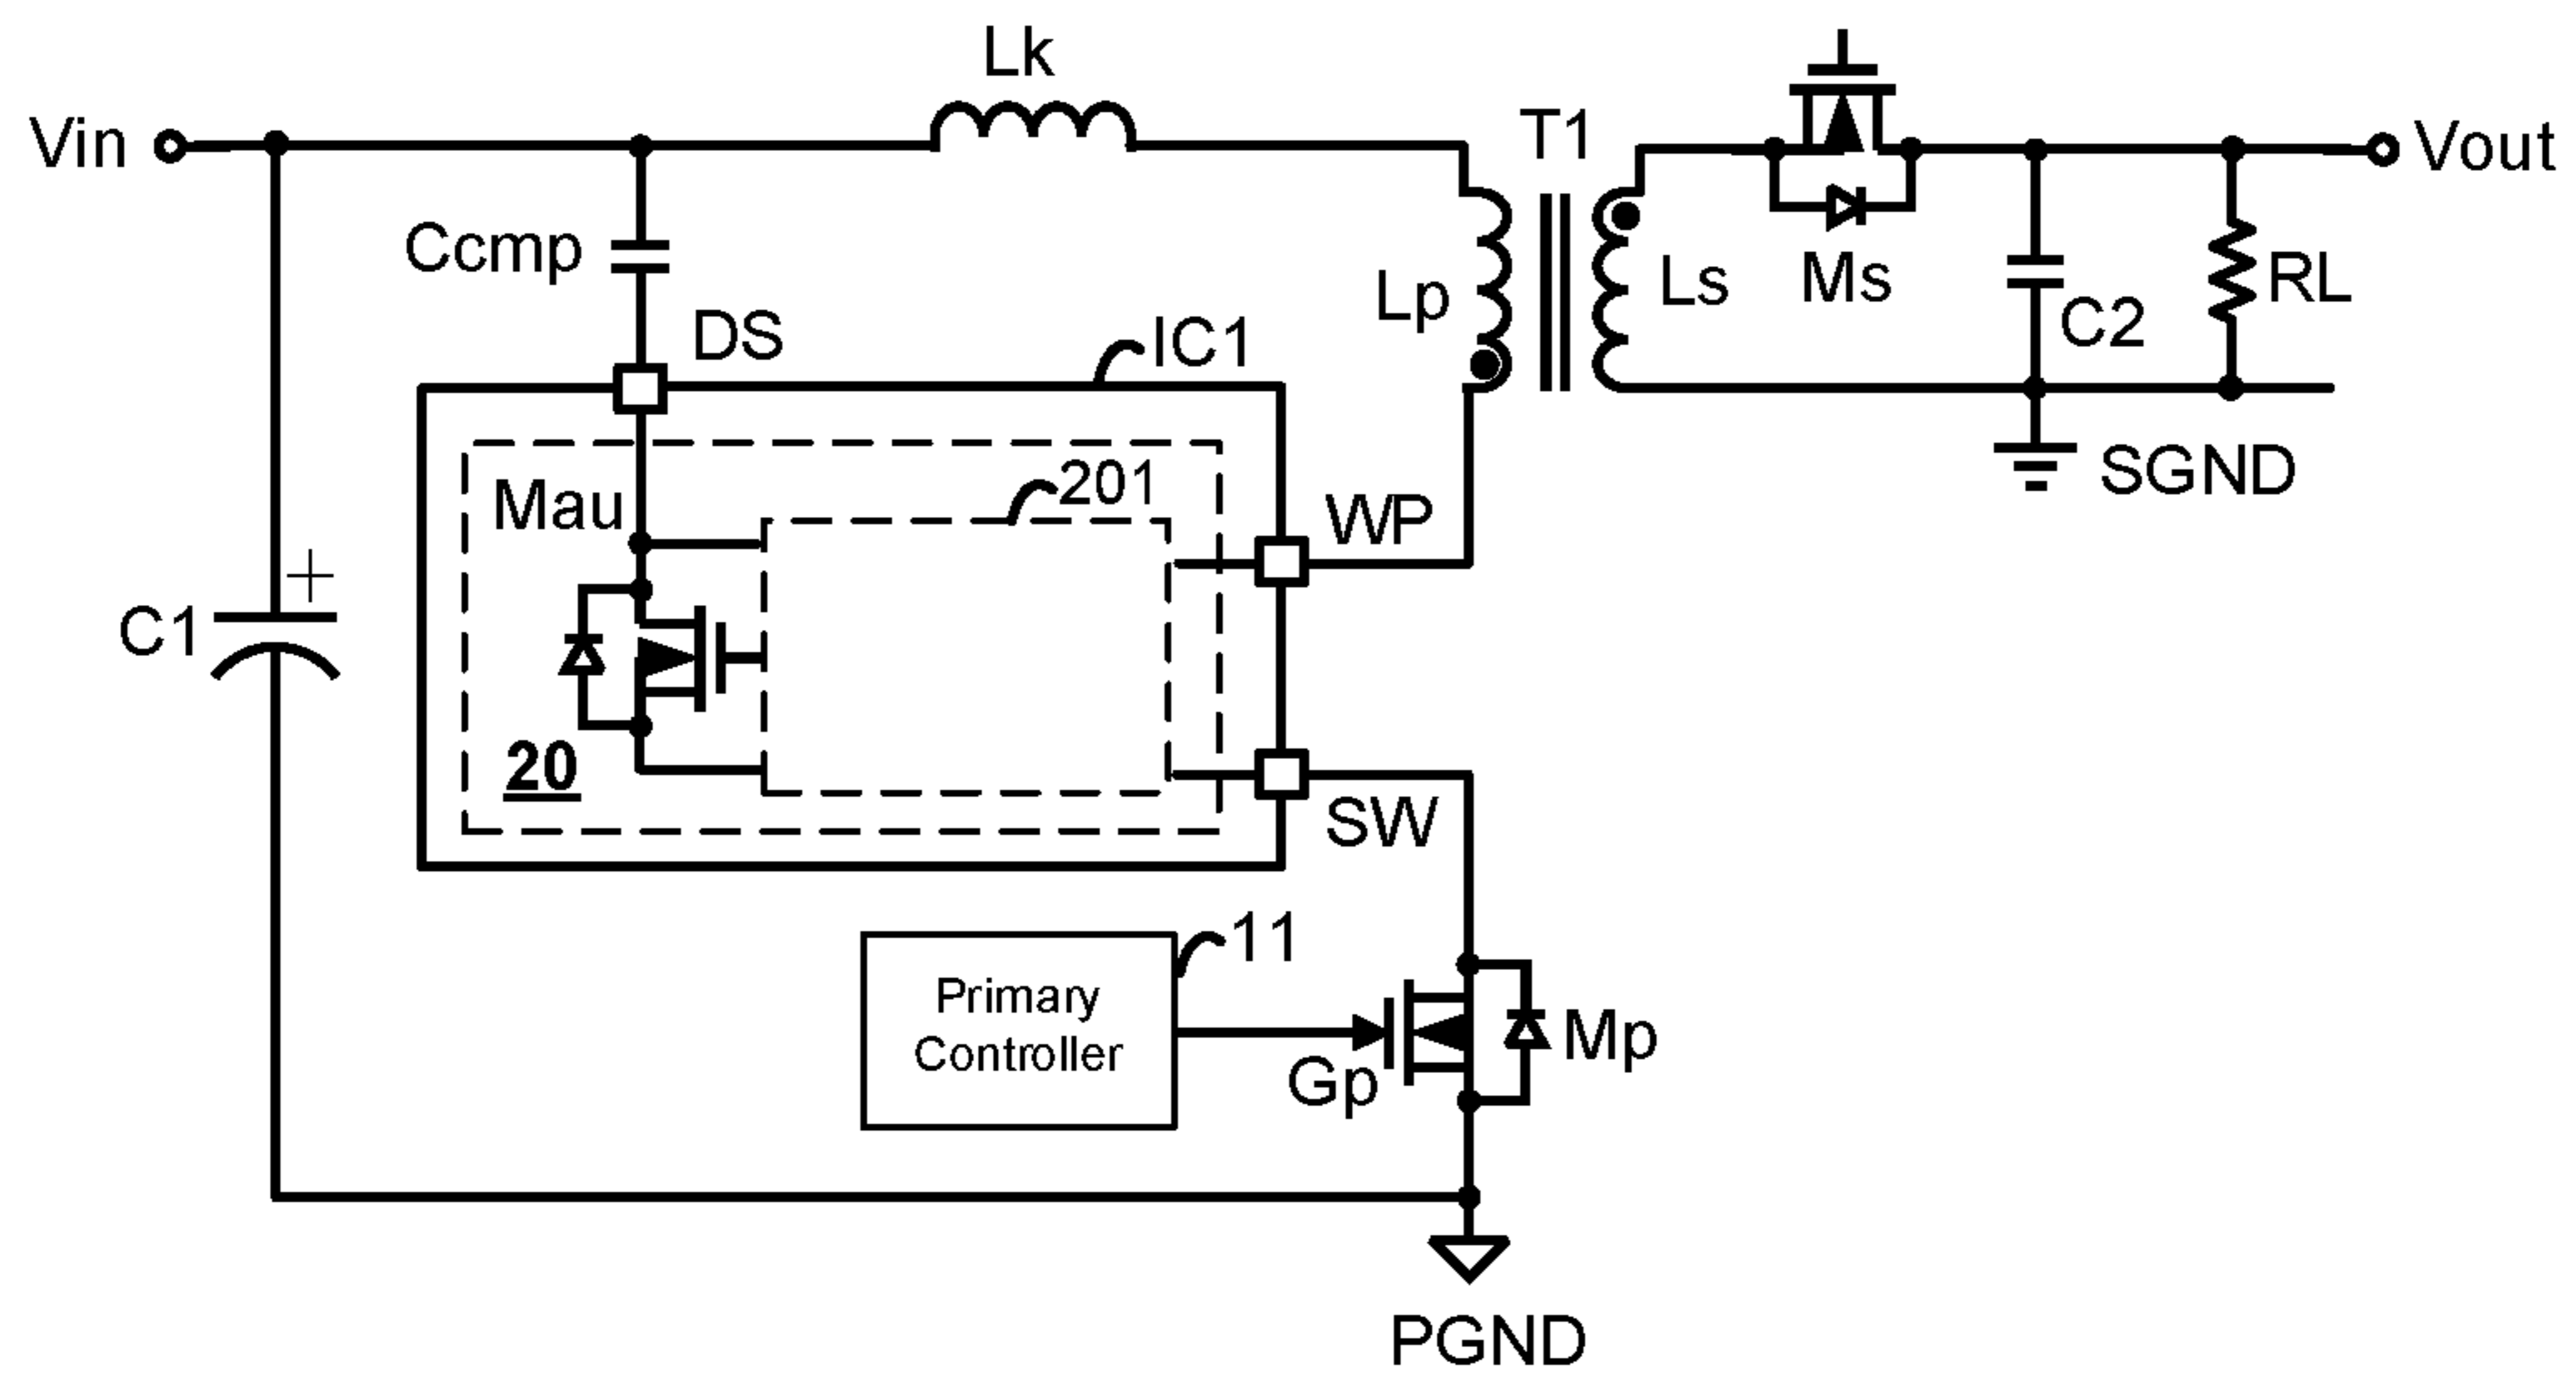 Lk
Vin
T1
Vout
Ccmp
Lp
Ls
Ms
RL
C2
DS
IC1
SGND
Mau
201
WP
+
C1
20
SW
11
Primary
Controller
Gp
Mp
PGND